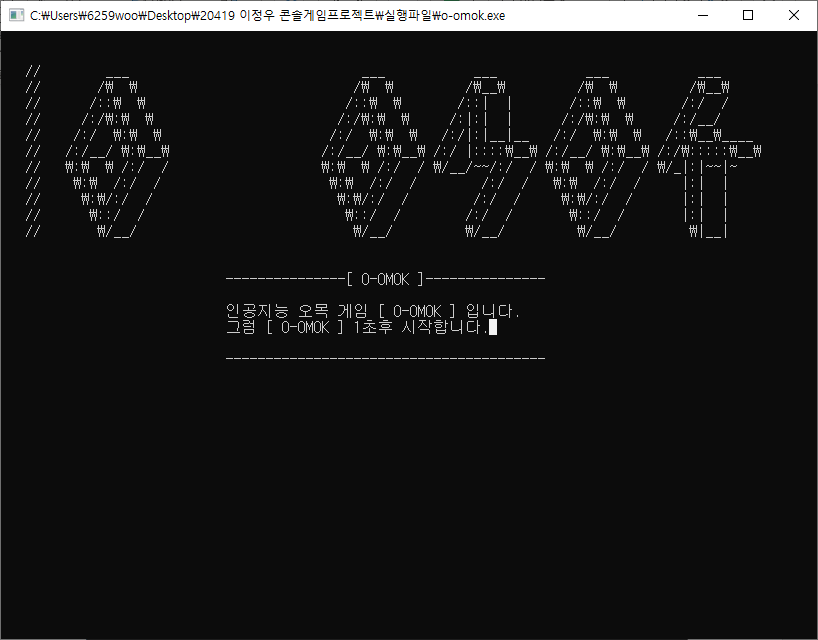 C:₩Users₩6259woo₩Desktop₩20419 이정우 콘솔게임프로젝트₩실행파일₩o-omok.exe
---------------[ O-OMOK ]---------------
인공지능 오목 게임 [ O-OMOK ] 입니다.
그럼 [ O-OMOK ] 1초후 시작합니다.
----------------------------------------